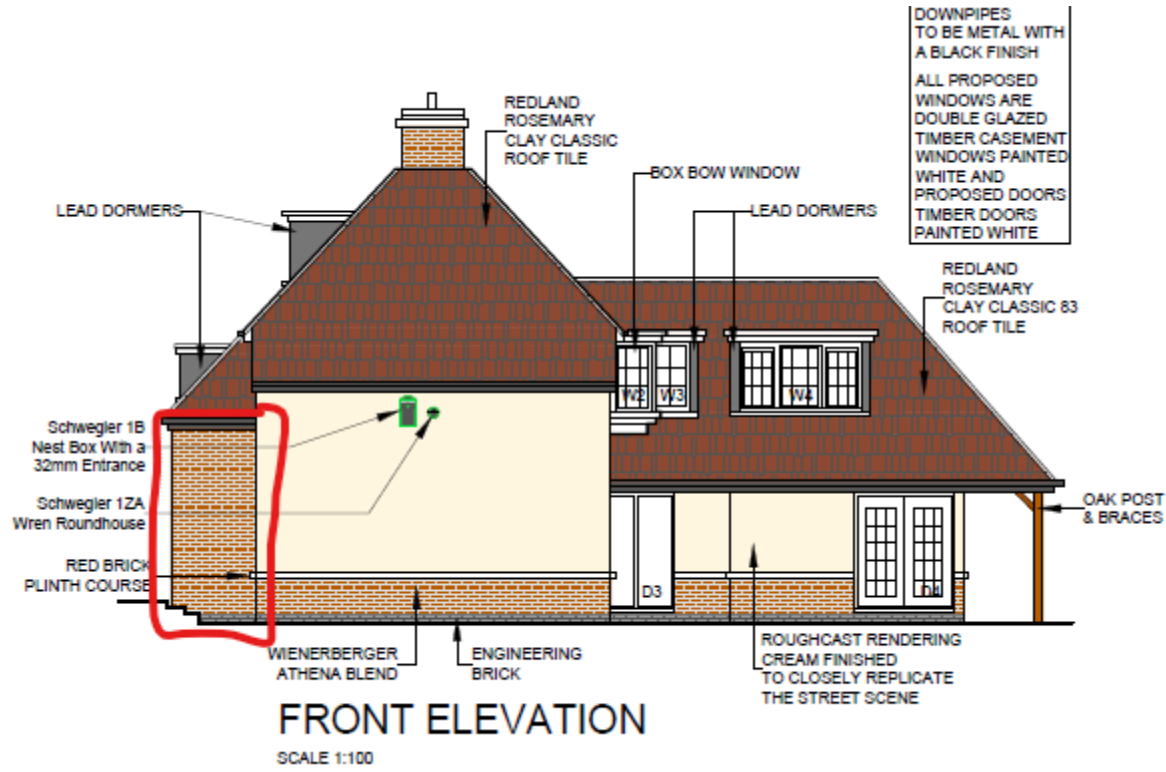 DOWNPIPES
TO BE METAL WITH
A BLACK FINISH
ALL PROPOSED
WINDOWS ARE
DOUBLE GLAZED
TIMBER CASEMENT
WINDOWS PAINTED
WHITE AND
PROPOSED DOORS
TIMBER DOORS
PAINTED WHITE
REDLAND
ROSEMARY
CLAY CLASSIC
ROOF TILE
BOX BOW WINDOW
LEAD DORMERS
LEAD DORMERS
REDLAND
ROSEMARY
CLAY CLASSIC 83
ROOF TILE
W2
W3
W4
Schwegler 1B
Nest Box With a
32mm Entrance
Schwegler 1ZA
Wren Roundhouse
OAK POST
& BRACES
RED BRICK
PLINTH COURSE
D3
D4
WIENERBERGER
ATHENA BLEND
ENGINEERING
BRICK
ROUGHCAST RENDERING
CREAM FINISHED
TO CLOSELY REPLICATE
THE STREET SCENE
FRONT ELEVATION
SCALE 1:100